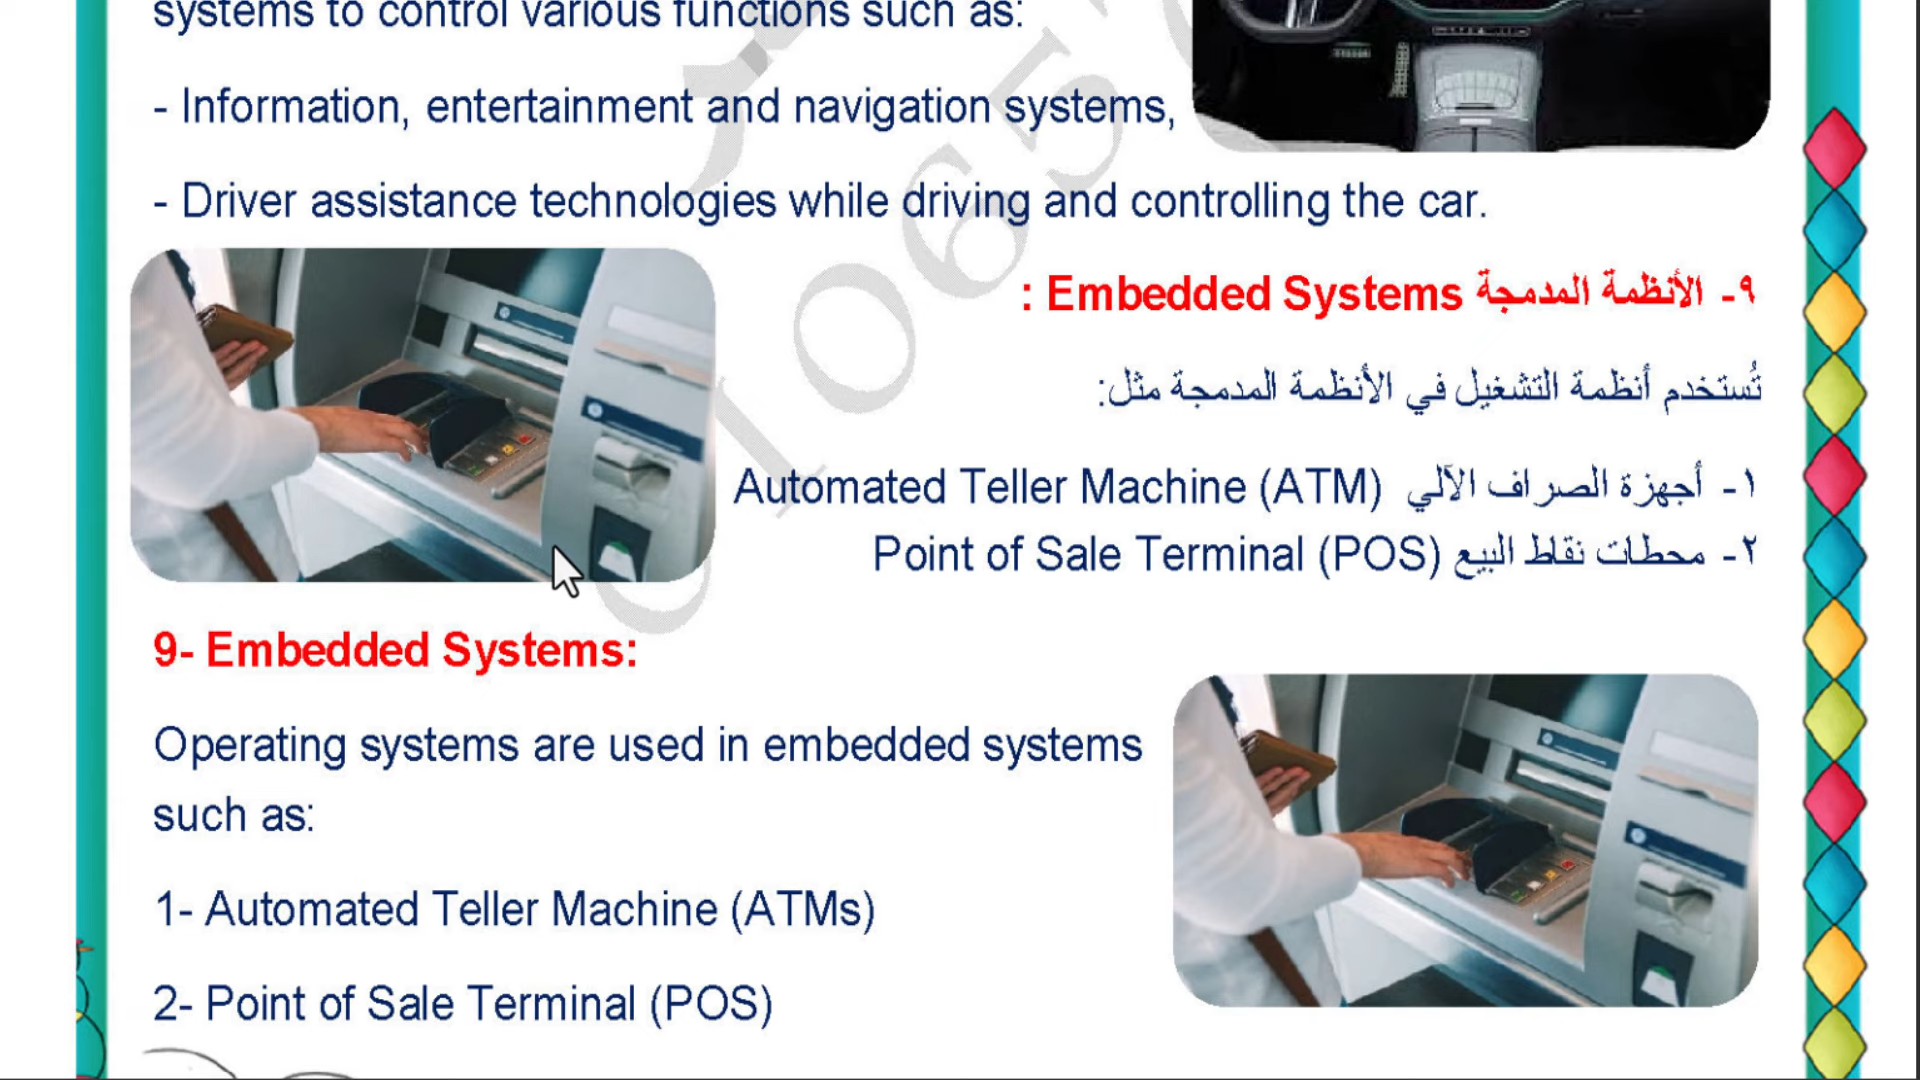 systems to control various functions such as:
- Information, entertainment and navigation systems,
- Driver assistance technologies while driving and controlling the car.
٩- الأنظمة المدمجة Embedded Systems :
تُستخدم أنظمة التشغيل في الأنظمة المدمجة مثل:
١- أجهزة الصراف الآلي Automated Teller Machine (ATM)
٢- محطات نقاط البيع Point of Sale Terminal (POS)
9- Embedded Systems:
Operating systems are used in embedded systems
such as:
1- Automated Teller Machine (ATMs)
2- Point of Sale Terminal (POS)